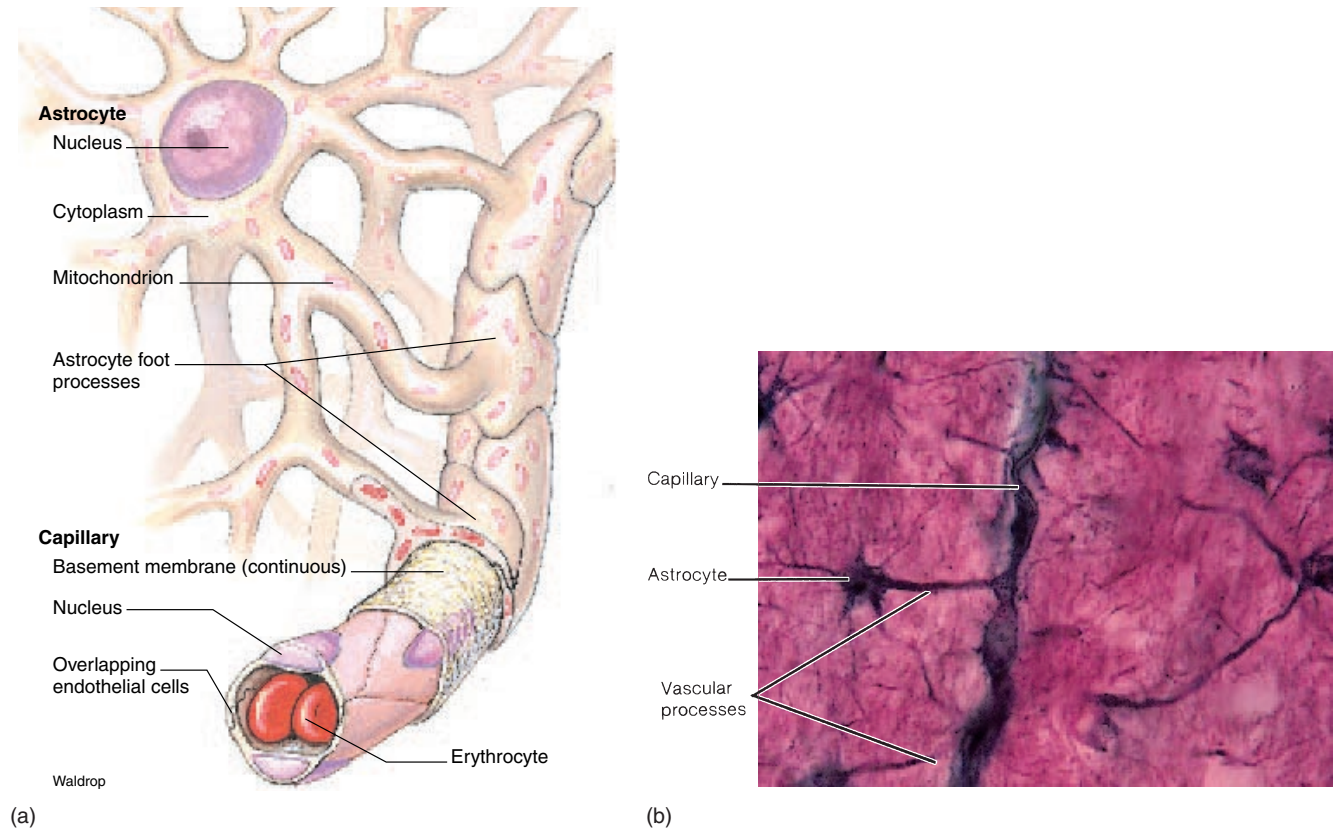 Astrocyte
Nucleus
Cytoplasm
Mitochondrion
Astrocyte foot
processes
Capillary
Basement membrane (continuous)
Nucleus
Overlapping
endothelial cells
Erythrocyte
Waldrop
(a)
Capillary
Astrocyte
Vascular
processes
(b)